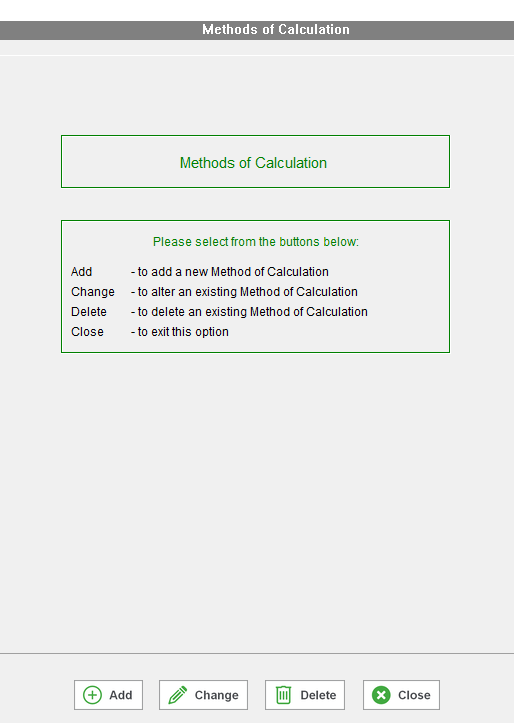 Methods of Calculation
Methods of Calculation
Please select from the buttons below:
Add - to add a new Method of Calculation
Change - to alter an existing Method of Calculation
Delete - to delete an existing Method of Calculation
Close - to exit this option
Add Change Delete Close